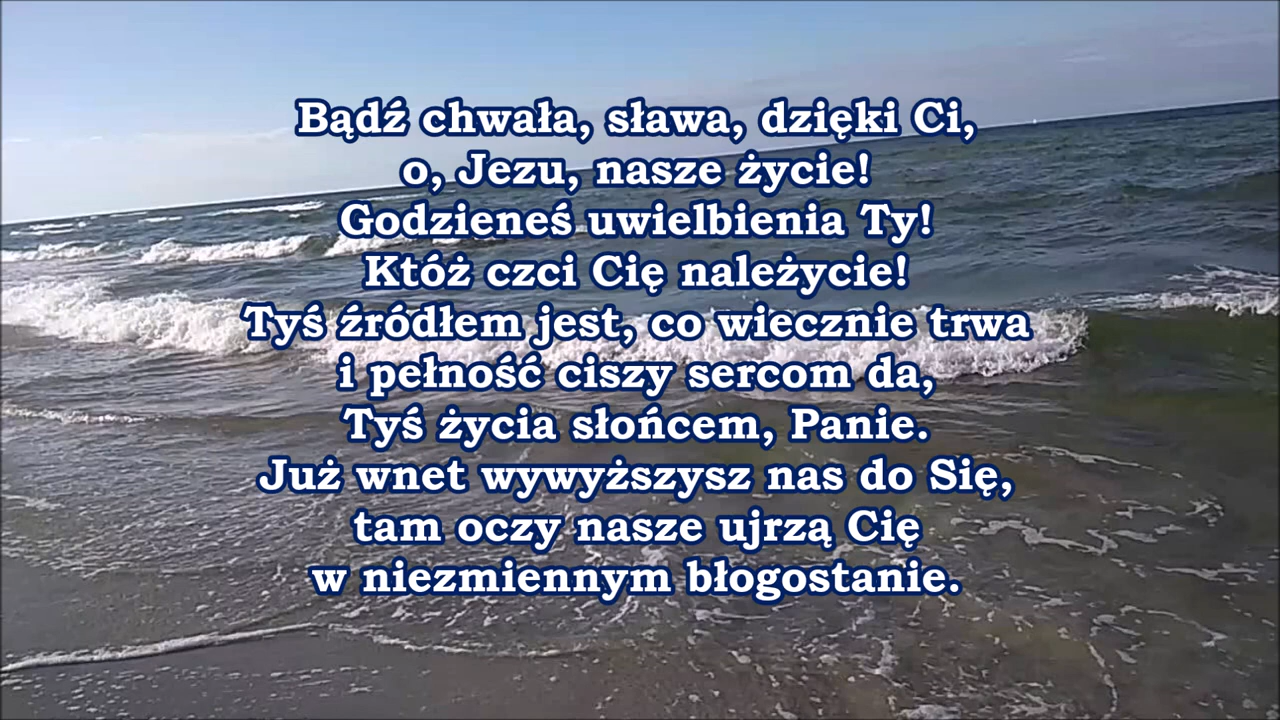 Bądź chwała, sława, dzięki Ci,
o, Jezu, nasze życie!
Godzieneś uwielbienia Ty!
Któż czci Cię należycie!
Tyś źródłem jest, co wiecznie trwa
i pełność ciszy sercom da,
Tyś życia słońcem, Panie.
Już wnet wywyższysz nas do Się,
tam oczy nasze ujrzą Cię
w niezmiennym błogostanie.